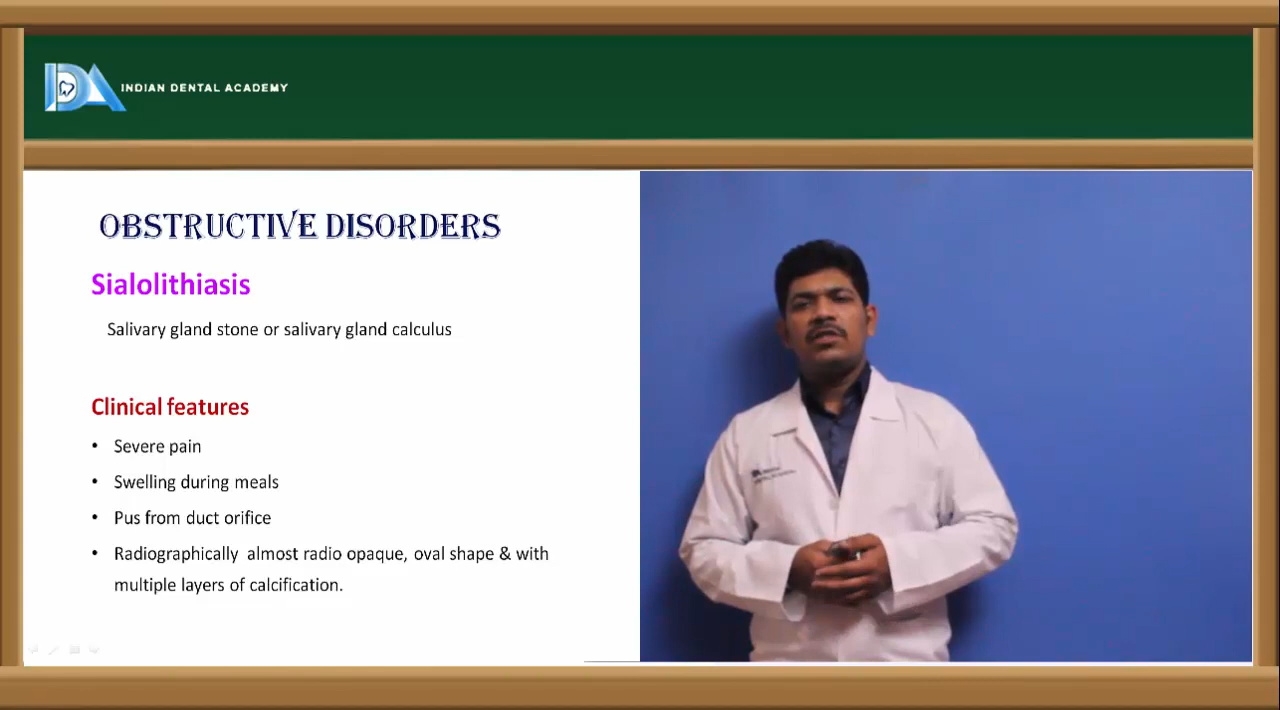 IDA INDIAN DENTAL ACADEMY
OBSTRUCTIVE DISORDERS
Sialolithiasis
Salivary gland stone or salivary gland calculus
Clinical features
• Severe pain
• Swelling during meals
• Pus from duct orifice
• Radiographically almost radio opaque, oval shape & with
multiple layers of calcification.